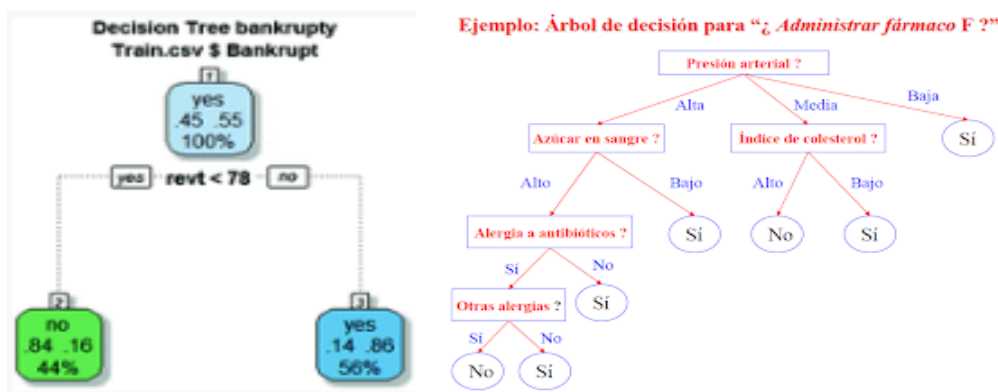 Decision Tree bankrupty
Train.csv $ Bankrupt
1
yes
.45 .55
100%
yes revt < 78 no
2
no
.84 .16
44%
3
yes
.14 .86
56%
Ejemplo: Árbol de decisión para “¿ Administrar fármaco F ?”
Presión arterial ?
Alta
Media
Baja
Azúcar en sangre ?
Índice de colesterol ?
Sí
Alto
Bajo
Alto
Bajo
Alergia a antibióticos ?
Sí
No
Sí
Sí
No
Otras alergias ?
Sí
Sí
No
No
Sí